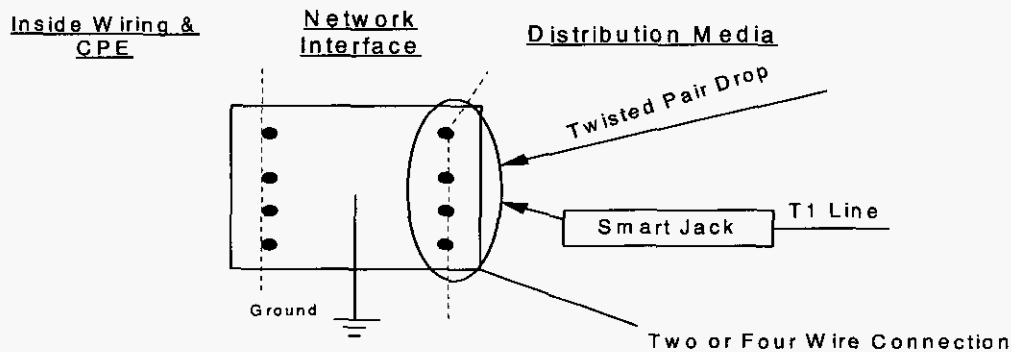 Inside Wiring &
CPE
Network
Interface
Distribution Media
Twisted Pair Drop
Smart Jack
T1 Line
Ground
Two or Four Wire Connection